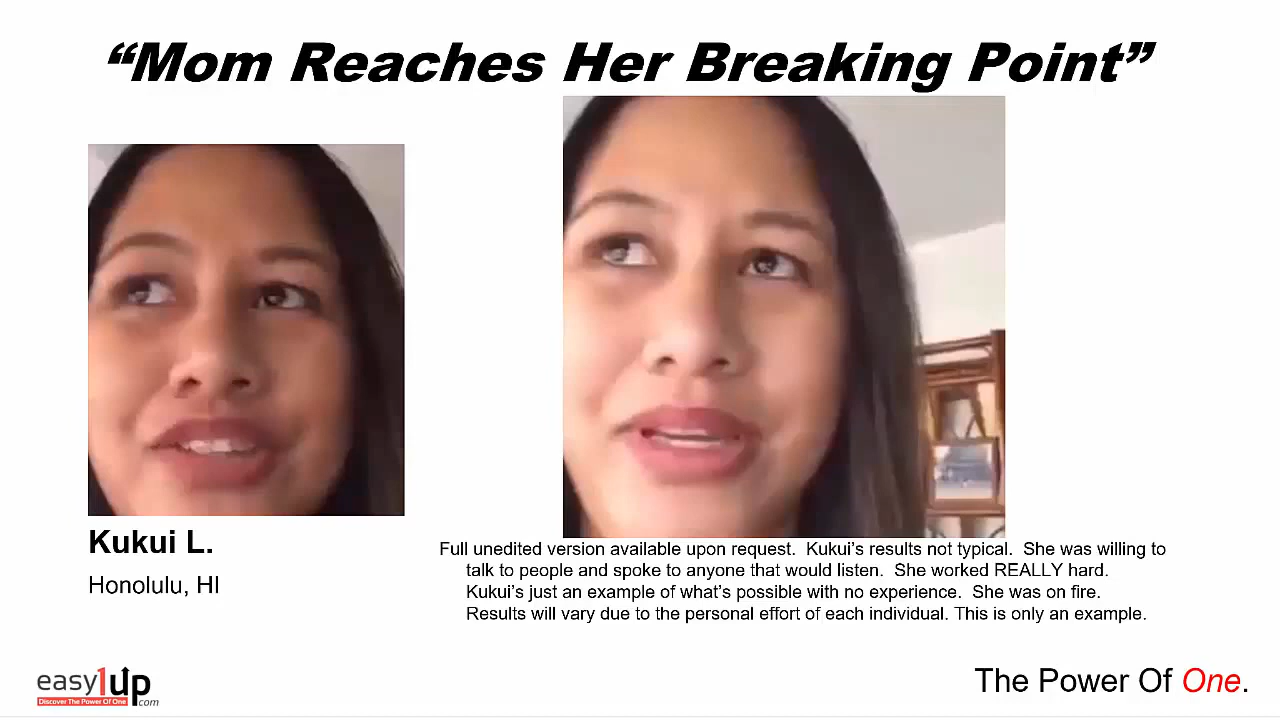 “Mom Reaches Her Breaking Point”
Kukui L.
Honolulu, HI
Full unedited version available upon request. Kukui’s results not typical. She was willing to
talk to people and spoke to anyone that would listen. She worked REALLY hard.
Kukui’s just an example of what’s possible with no experience. She was on fire.
Results will vary due to the personal effort of each individual. This is only an example.
easy1up
Discover The Power Of One
.com
The Power Of One.